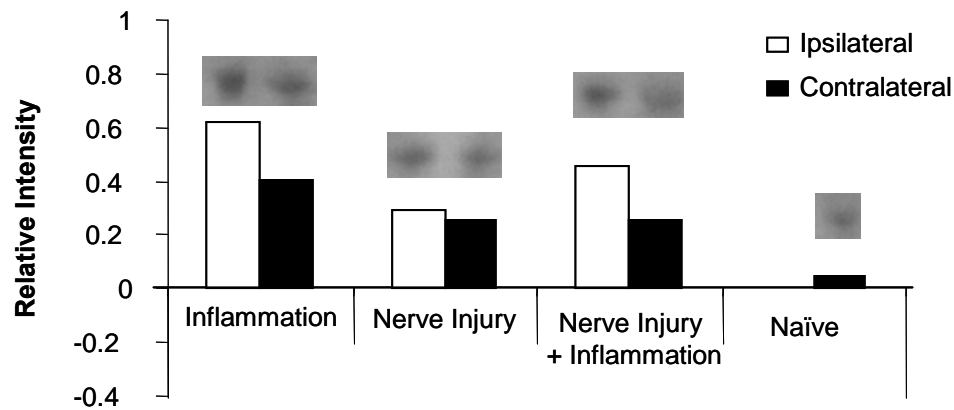 1
0.8
0.6
0.4
0.2
0
-0.2
-0.4
Relative Intensity
Ipsilateral
Contralateral
Inflammation
Nerve Injury
Nerve Injury
+ Inflammation
Naïve